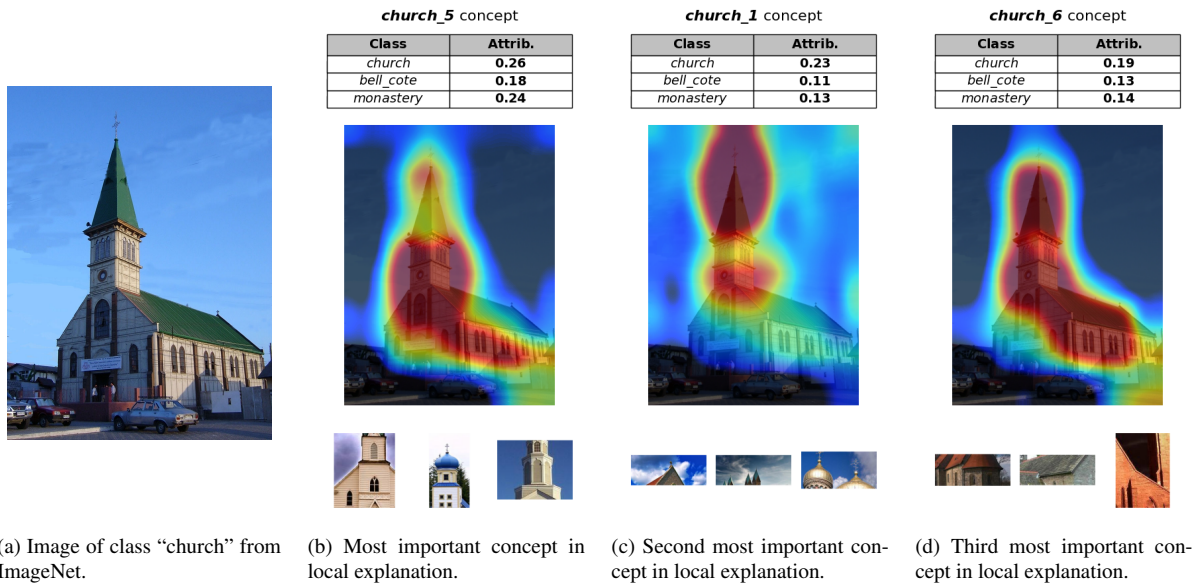 church_5 concept
Class Attrib.
church 0.26
bell_cote 0.18
monastery 0.24
church_1 concept
Class Attrib.
church 0.23
bell_cote 0.11
monastery 0.13
church_6 concept
Class Attrib.
church 0.19
bell_cote 0.13
monastery 0.14
(a) Image of class “church” from
ImageNet.
(b) Most important concept in
local explanation.
(c) Second most important con-
cept in local explanation.
(d) Third most important con-
cept in local explanation.